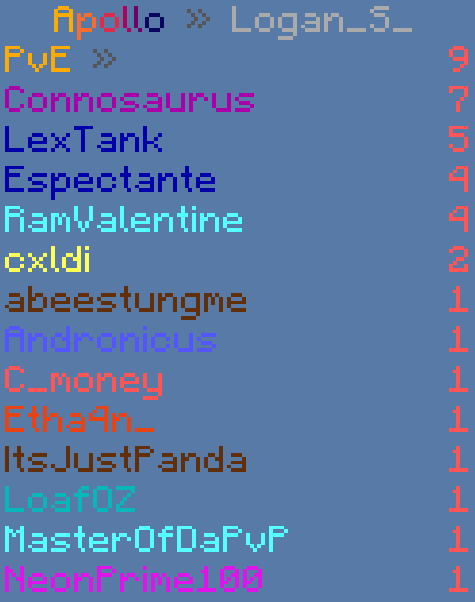 Apollo » Logan_S_
PvE » 9
Connosaurus 7
LexTank 5
Espectante 4
RamValentine 4
cxldi 2
abeestungme 1
Andronicus 1
C_money 1
Etha4n_ 1
ItsJustPanda 1
LoafOZ 1
MasterOfDaPvP 1
NeonPrime100 1